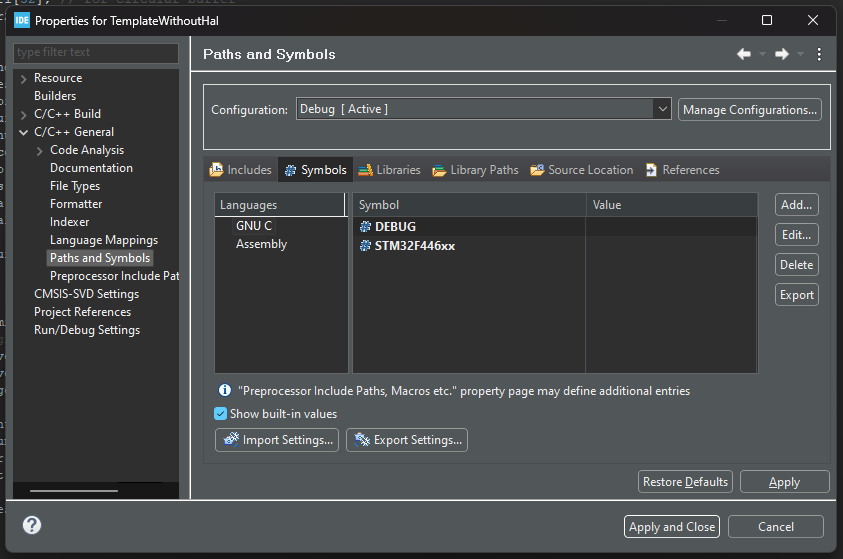 IDE Properties for TemplateWithoutHal
type filter text
Resource
Builders
C/C++ Build
C/C++ General
Code Analysis
Documentation
File Types
Formatter
Indexer
Language Mappings
Paths and Symbols
Preprocessor Include Pat
CMSIS-SVD Settings
Project References
Run/Debug Settings
Paths and Symbols
Configuration: Debug [ Active ] Manage Configurations...
Includes Symbols Libraries Library Paths Source Location References
Languages Symbol Value Add...
GNU C DEBUG Edit...
Assembly STM32F446xx
Delete
Export
"Preprocessor Include Paths, Macros etc." property page may define additional entries
Show built-in values
Import Settings... Export Settings...
Restore Defaults Apply
Apply and Close Cancel